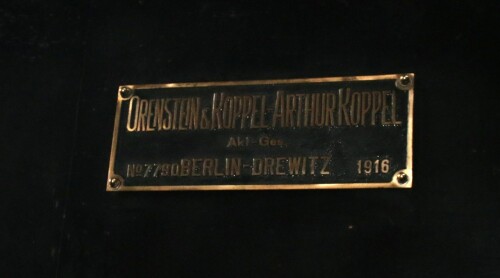 ORENSTEIN & KOPPEL-ARTHUR KOPPEL
Akt-Ges.
No 7790 BERLIN-DREWITZ 1916